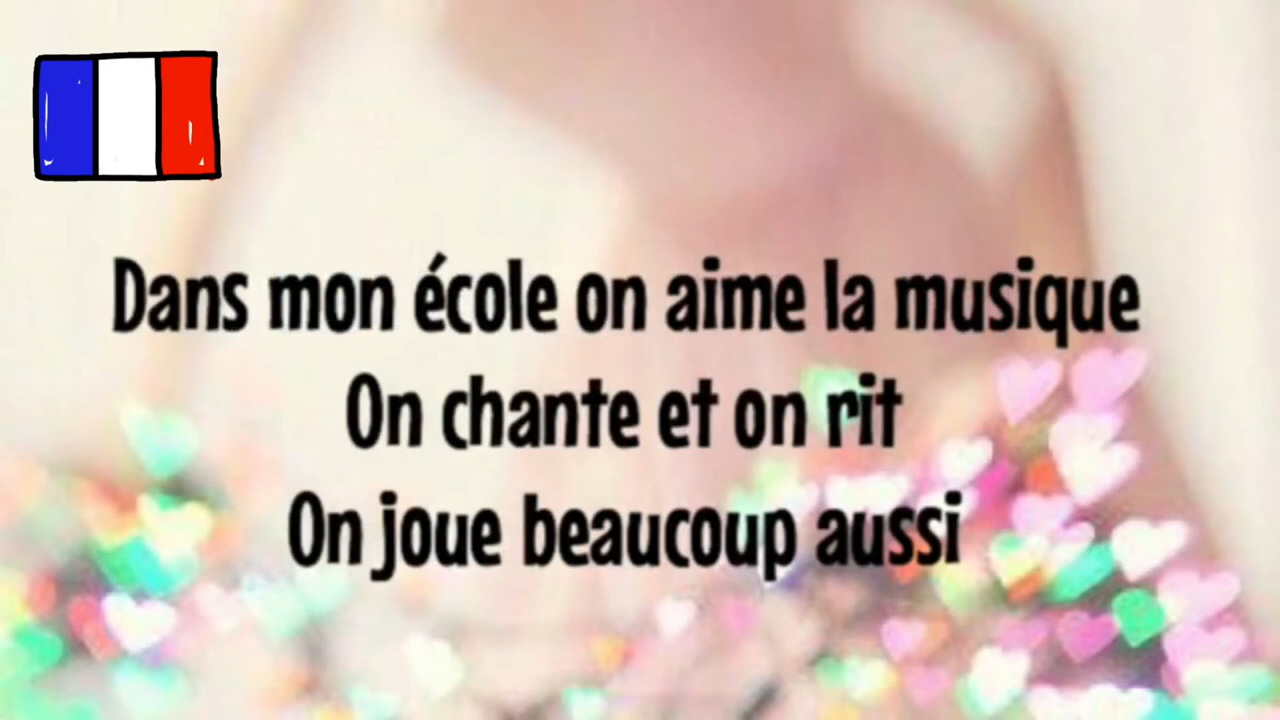 Dans mon école on aime la musique
On chante et on rit
On joue beaucoup aussi